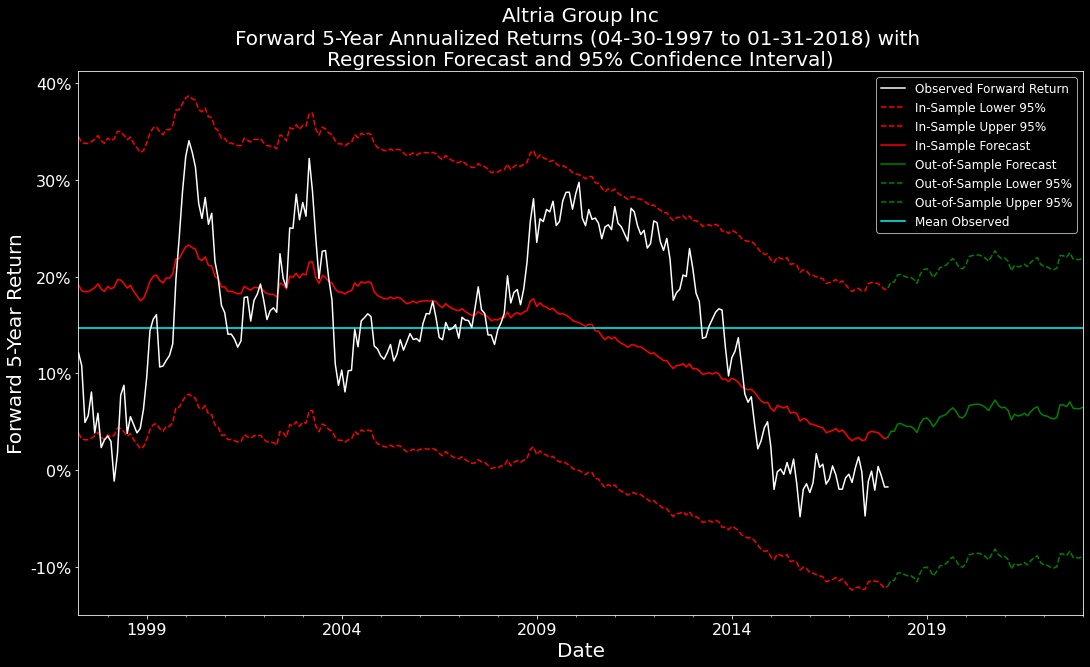 Altria Group Inc
Forward 5-Year Annualized Returns (04-30-1997 to 01-31-2018) with
Regression Forecast and 95% Confidence Interval)
40%
30%
20%
10%
0%
-10%
Forward 5-Year Return
Observed Forward Return
In-Sample Lower 95%
In-Sample Upper 95%
In-Sample Forecast
Out-of-Sample Forecast
Out-of-Sample Lower 95%
Out-of-Sample Upper 95%
Mean Observed
1999
2004
2009
2014
2019
Date